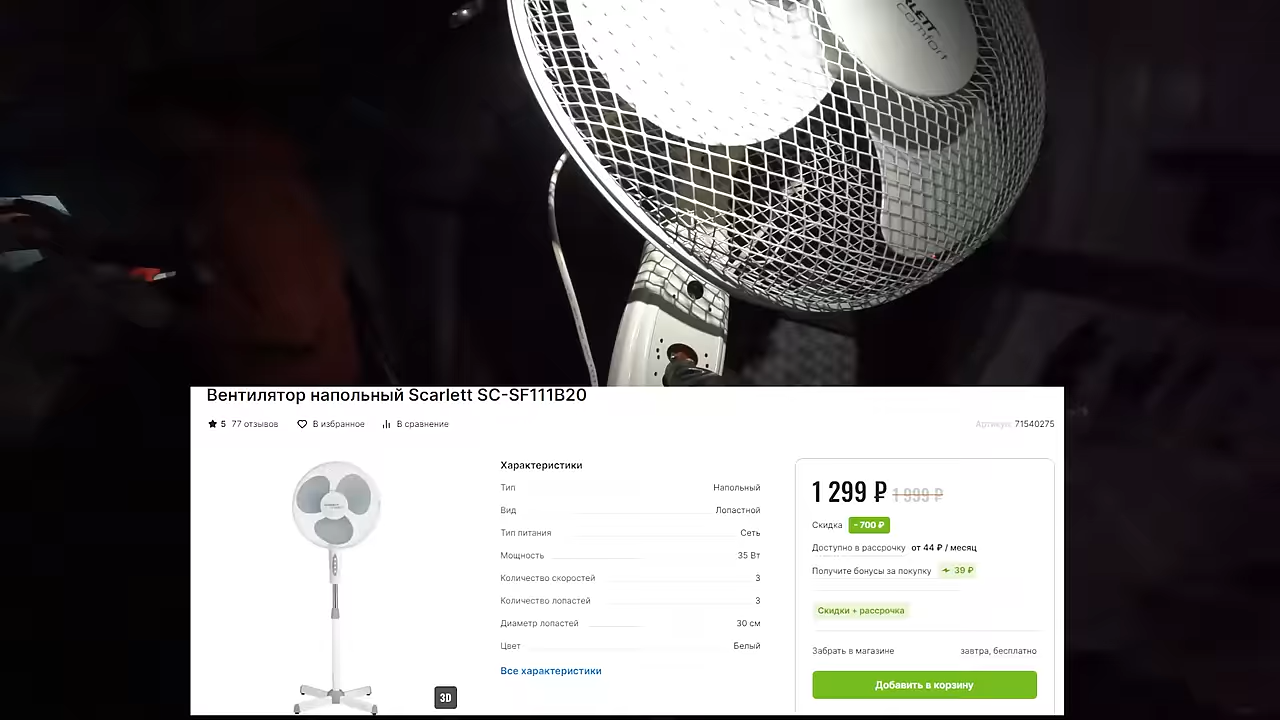 comfort
Вентилятор напольный Scarlett SC-SF111B20
5 77 отзывов В избранное В сравнение Артикул: 71540275
Характеристики
Тип Напольный
Вид Лопастной
Тип питания Сеть
Мощность 35 Вт
Количество скоростей 3
Количество лопастей 3
Диаметр лопастей 30 см
Цвет Белый
Все характеристики
3D
1 299 ₽ 1 999 ₽
Скидка - 700 ₽
Доступно в рассрочку от 44 ₽ / месяц
Получите бонусы за покупку 39 ₽
Скидки + рассрочка
Забрать в магазине завтра, бесплатно
Добавить в корзину